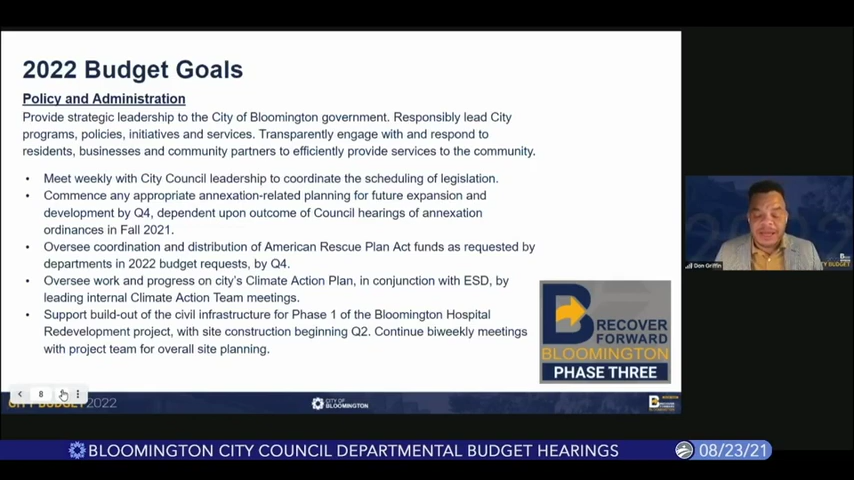 2022 Budget Goals
Policy and Administration
Provide strategic leadership to the City of Bloomington government. Responsibly lead City
programs, policies, initiatives and services. Transparently engage with and respond to
residents, businesses and community partners to efficiently provide services to the community.
• Meet weekly with City Council leadership to coordinate the scheduling of legislation.
• Commence any appropriate annexation-related planning for future expansion and
development by Q4, dependent upon outcome of Council hearings of annexation
ordinances in Fall 2021.
• Oversee coordination and distribution of American Rescue Plan Act funds as requested by
departments in 2022 budget requests, by Q4.
• Oversee work and progress on city's Climate Action Plan, in conjunction with ESD, by
leading internal Climate Action Team meetings.
• Support build-out of the civil infrastructure for Phase 1 of the Bloomington Hospital
Redevelopment project, with site construction beginning Q2. Continue biweekly meetings
with project team for overall site planning.
B RECOVER
FORWARD
BLOOMINGTON
PHASE THREE
8
CITY BUDGET 2022
CITY OF
BLOOMINGTON
Don Griffin
BUDGET
BLOOMINGTON CITY COUNCIL DEPARTMENTAL BUDGET HEARINGS
08/23/21